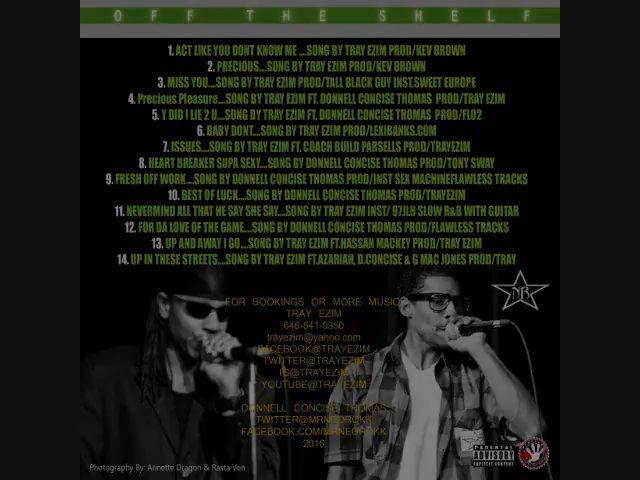 OFF THE SHELF
1. ACT LIKE YOU DONT KNOW ME ....SONG BY TRAY EZIM PROD/KEV BROWN
2. PRECIOUS....SONG BY TRAY EZIM PROD/KEV BROWN
3. MISS YOU....SONG BY TRAY EZIM PROD/TALL BLACK GUY INST.SWEET EUROPE
4. Precious Pleasure....SONG BY TRAY EZIM FT. DONNELL CONCISE THOMAS PROD/TRAY EZIM
5. Y DID I LIE 2 U....SONG BY TRAY EZIM FT. DONNELL CONCISE THOMAS PROD/FLO2
6. BABY DONT....SONG BY TRAY EZIM PROD/LEXIBANKS.COM
7. ISSUES....SONG BY TRAY EZIM FT. COACH BUILD PARSELLS PROD/TRAYEZIM
8. HEART BREAKER SUPA SEXY....SONG BY DONNELL CONCISE THOMAS PROD/TONY SWAY
9. FRESH OFF WORK....SONG BY DONNELL CONCISE THOMAS PROD/INST SEX MACHINEFLAWLESS TRACKS
10. BEST OF LUCK....SONG BY DONNELL CONCISE THOMAS PROD/TRAYEZIM
11. NEVERMIND ALL THAT HE SAY SHE SAY....SONG BY TRAY EZIM INST/ 97JLH SLOW R&B WITH GUITAR
12. FOR DA LOVE OF THE GAME....SONG BY DONNELL CONCISE THOMAS PROD/FLAWLESS TRACKS
13. UP AND AWAY I GO....SONG BY TRAY EZIM FT.HASSAN MACKEY PROD/TRAY EZIM
14. UP IN THESE STREETS....SONG BY TRAY EZIM FT.AZARIAH, D.CONCISE & G MAC JONES PROD/TRAY
NR
FOR BOOKINGS OR MORE MUSIC
TRAY EZIM
646-541-9350
trayezim@yahoo.com
FACEBOOK@TRAYEZIM
TWITTER@TRAYEZIM
IG@TRAYEZIM
YOUTUBE@TRAYEZIM
DONNELL CONCISE THOMAS
TWITTER@MRNEOROKK
FACEBOOK.COM/MRNEOROKK
2016
PARENTAL
ADVISORY
EXPLICIT CONTENT
Photography By: Annette Dragon & Rasta Von